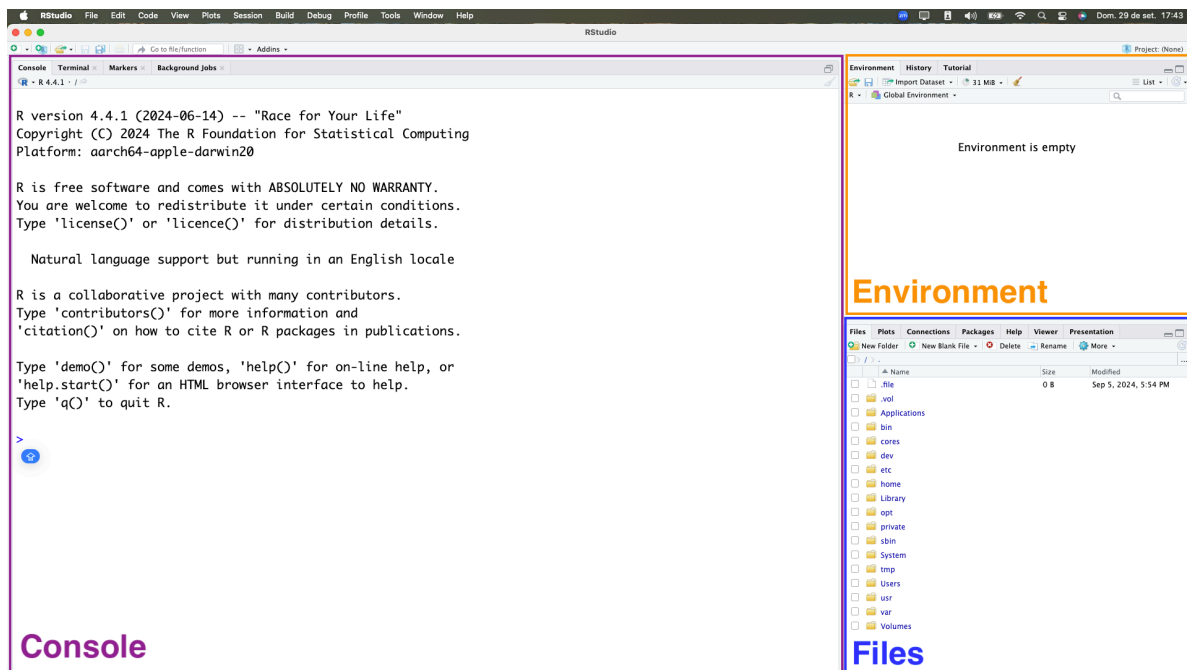 RStudio File Edit Code View Plots Session Build Debug Profile Tools Window Help Dom. 29 de set. 17:43
RStudio
Go to file/function Addins Project: (None)
Console Terminal Markers Background Jobs
R 4.4.1 · /
R version 4.4.1 (2024-06-14) -- "Race for Your Life"
Copyright (C) 2024 The R Foundation for Statistical Computing
Platform: aarch64-apple-darwin20
R is free software and comes with ABSOLUTELY NO WARRANTY.
You are welcome to redistribute it under certain conditions.
Type 'license()' or 'licence()' for distribution details.
Natural language support but running in an English locale
R is a collaborative project with many contributors.
Type 'contributors()' for more information and
'citation()' on how to cite R or R packages in publications.
Type 'demo()' for some demos, 'help()' for on-line help, or
'help.start()' for an HTML browser interface to help.
Type 'q()' to quit R.
>
Console
Environment History Tutorial
Import Dataset 31 MiB List
R Global Environment
Environment is empty
Environment
Files Plots Connections Packages Help Viewer Presentation
New Folder New Blank File Delete Rename More
/ .
Name Size Modified
.file 0 B Sep 5, 2024, 5:54 PM
.vol
Applications
bin
cores
dev
etc
home
Library
opt
private
sbin
System
tmp
Users
usr
var
Volumes
Files